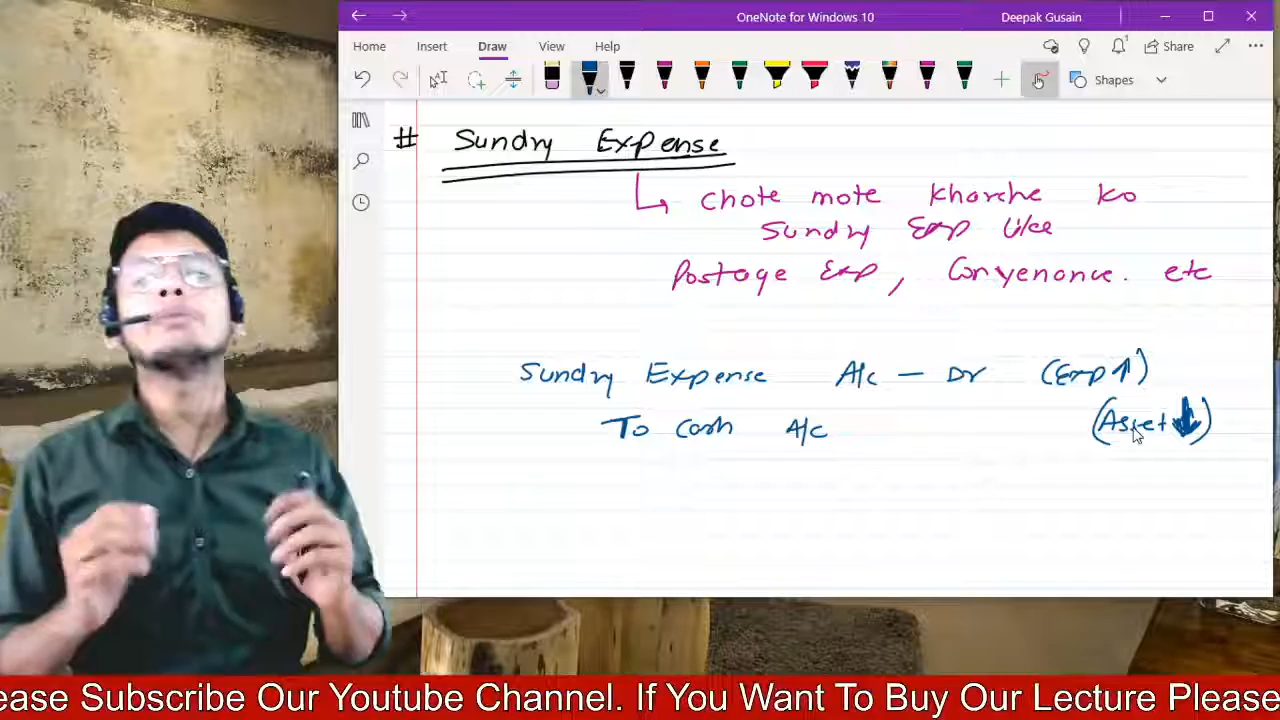 OneNote for Windows 10
Deepak Gusain
Home Insert Draw View Help
Share
Shapes
# Sundry Expense
Chote mote Kharche Ko
Sundry Exp like
Postage Exp, Convenance. etc
Sundry Expense A/c — Dr (Exp↑)
To Cash A/c (Asset↓)
ease Subscribe Our Youtube Channel. If You Want To Buy Our Lecture Please